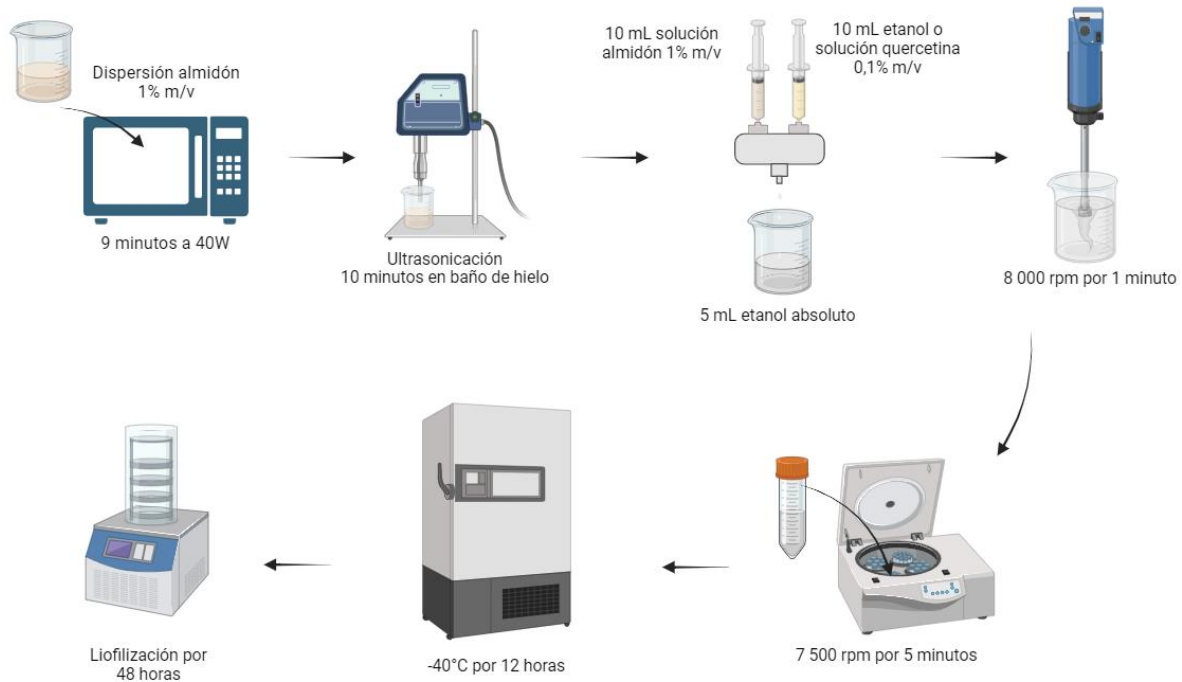 Dispersión almidón
1% m/v
9 minutos a 40W
Ultrasonicación
10 minutos en baño de hielo
10 mL solución
almidón 1% m/v
10 mL etanol o
solución quercetina
0,1% m/v
5 mL etanol absoluto
8 000 rpm por 1 minuto
7 500 rpm por 5 minutos
-40°C por 12 horas
Liofilización por
48 horas